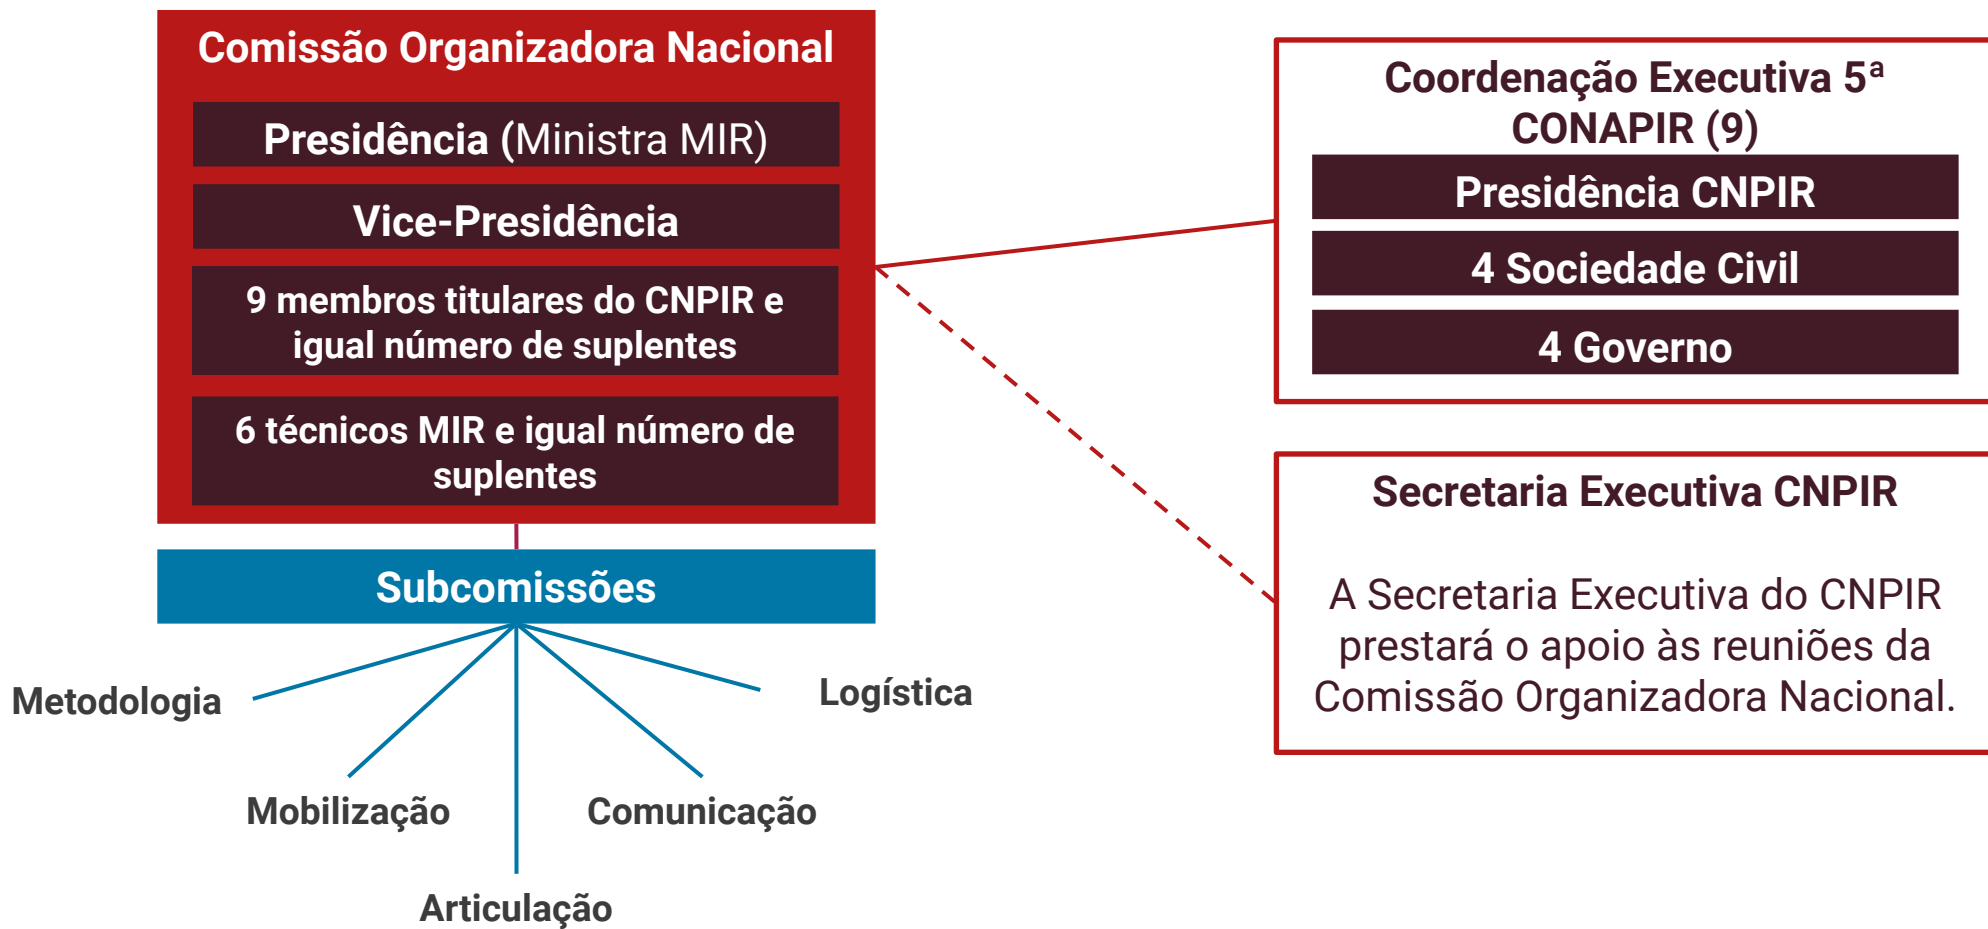 Comissão Organizadora Nacional
Presidência (Ministra MIR)
Vice-Presidência
9 membros titulares do CNPIR e
igual número de suplentes
6 técnicos MIR e igual número de
suplentes
Subcomissões
Metodologia
Mobilização
Articulação
Comunicação
Logística
Coordenação Executiva 5ª
CONAPIR (9)
Presidência CNPIR
4 Sociedade Civil
4 Governo
Secretaria Executiva CNPIR
A Secretaria Executiva do CNPIR
prestará o apoio às reuniões da
Comissão Organizadora Nacional.